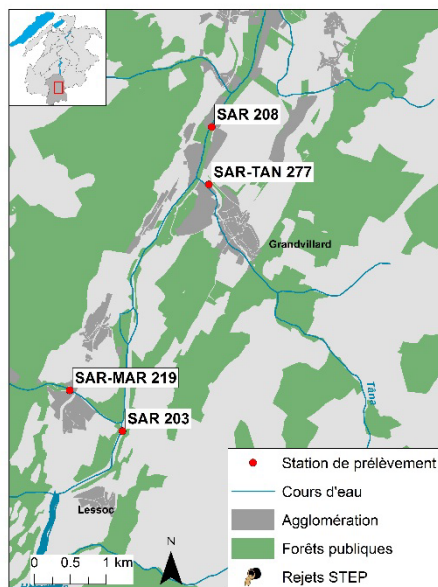 SAR 208
SAR-TAN 277
Grandvillard
Tâna
SAR-MAR 219
SAR 203
Lessoc
N
0 0.5 1 km
Station de prélèvement
Cours d'eau
Agglomération
Forêts publiques
Rejets STEP